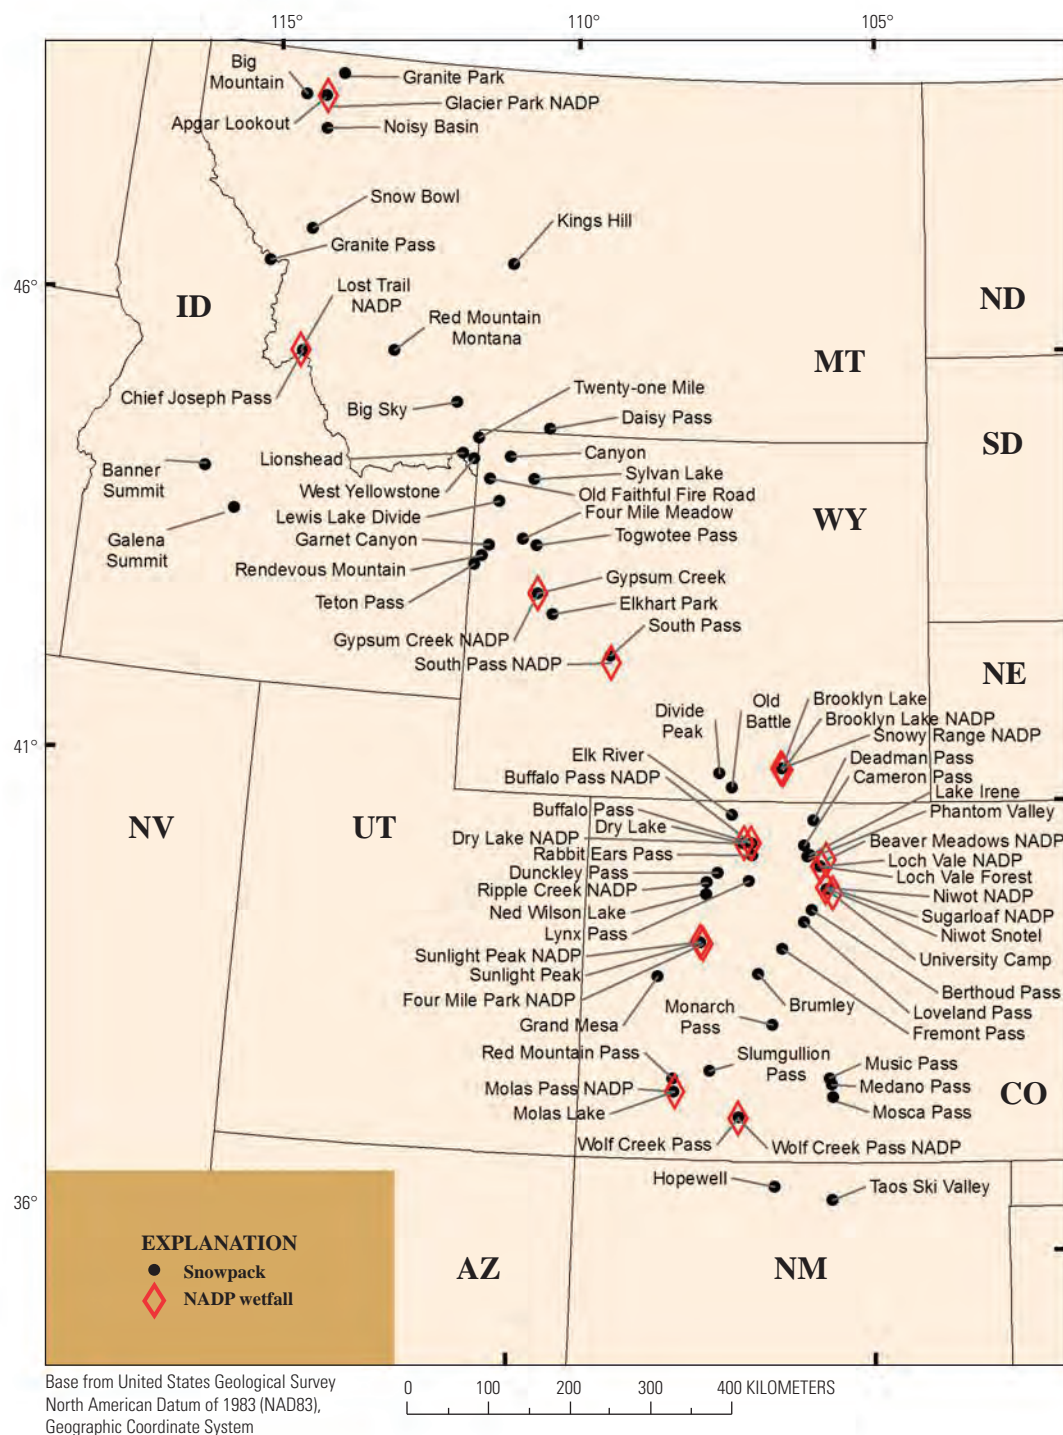 115°
110°
105°
Big
Mountain
Granite Park
Glacier Park NADP
Apgar Lookout
Noisy Basin
Snow Bowl
Kings Hill
Granite Pass
46°
ID
Lost Trail
NADP
ND
Red Mountain
Montana
MT
Chief Joseph Pass
Twenty-one Mile
Big Sky
Daisy Pass
SD
Lionshead
Canyon
Banner
Summit
Sylvan Lake
West Yellowstone
Old Faithful Fire Road
Lewis Lake Divide
Four Mile Meadow
WY
Galena
Summit
Garnet Canyon
Togwotee Pass
Rendevous Mountain
Gypsum Creek
Teton Pass
Elkhart Park
South Pass
Gypsum Creek NADP
South Pass NADP
NE
Divide
Peak
Old
Battle
Brooklyn Lake
Brooklyn Lake NADP
Snowy Range NADP
41°
Elk River
Deadman Pass
Buffalo Pass NADP
Cameron Pass
Lake Irene
Buffalo Pass
Phantom Valley
NV
UT
Dry Lake
Dry Lake NADP
Beaver Meadows NADP
Rabbit Ears Pass
Loch Vale NADP
Dunckley Pass
Loch Vale Forest
Ripple Creek NADP
Niwot NADP
Ned Wilson Lake
Sugarloaf NADP
Lynx Pass
Niwot Snotel
Sunlight Peak NADP
University Camp
Sunlight Peak
Four Mile Park NADP
Berthoud Pass
Grand Mesa
Brumley
Loveland Pass
Monarch
Pass
Fremont Pass
Red Mountain Pass
Slumgullion
Pass
Music Pass
Molas Pass NADP
Medano Pass
CO
Molas Lake
Mosca Pass
Wolf Creek Pass
Wolf Creek Pass NADP
Hopewell
Taos Ski Valley
36°
EXPLANATION
Snowpack
NADP wetfall
AZ
NM
Base from United States Geological Survey
North American Datum of 1983 (NAD83),
Geographic Coordinate System
0 100 200 300 400 KILOMETERS